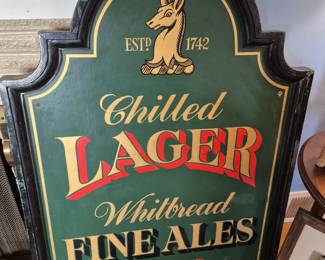 ESTD 1742
Chilled
LAGER
Whitbread
FINE ALES